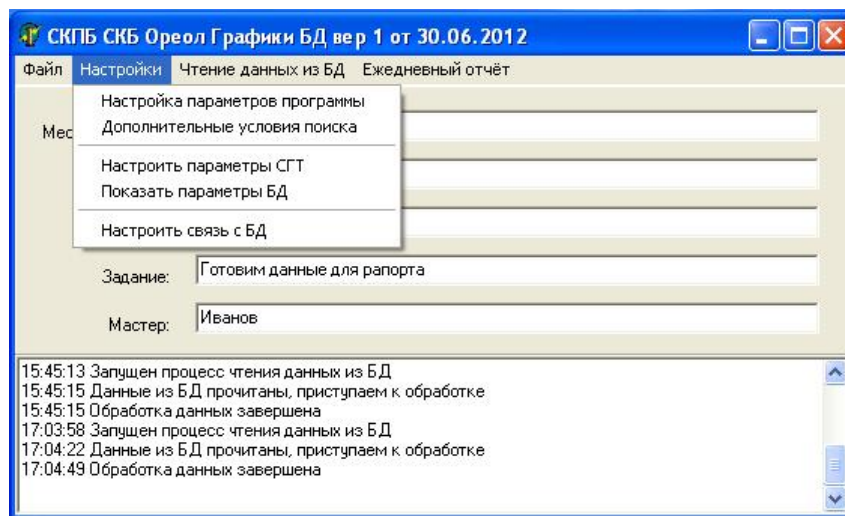 СКПБ СКБ Ореол Графики БД вер 1 от 30.06.2012
Файл Настройки Чтение данных из БД Ежедневный отчёт
Настройка параметров программы
Мес
Дополнительные условия поиска
Настроить параметры СГТ
Показать параметры БД
Настроить связь с БД
Задание: Готовим данные для рапорта
Мастер: Иванов
15:45:13 Запущен процесс чтения данных из БД
15:45:15 Данные из БД прочитаны, приступаем к обработке
15:45:15 Обработка данных завершена
17:03:58 Запущен процесс чтения данных из БД
17:04:22 Данные из БД прочитаны, приступаем к обработке
17:04:49 Обработка данных завершена